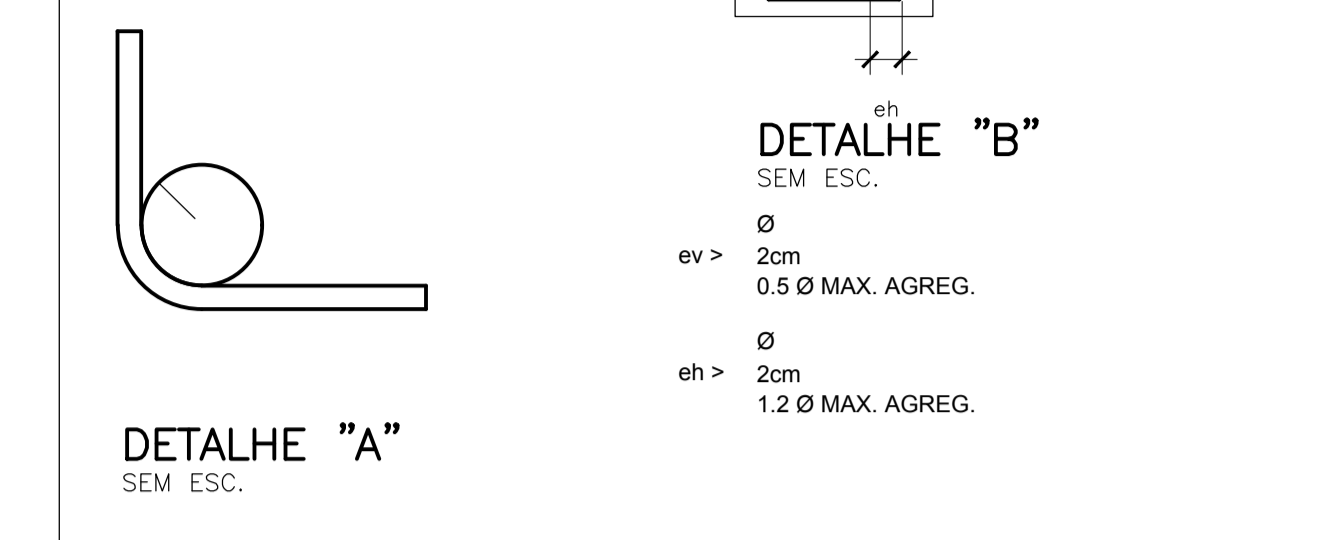 eh
DETALHE ”B”
SEM ESC.
Ø
ev > 2cm
0.5 Ø MAX. AGREG.
Ø
eh > 2cm
1.2 Ø MAX. AGREG.
DETALHE ”A”
SEM ESC.